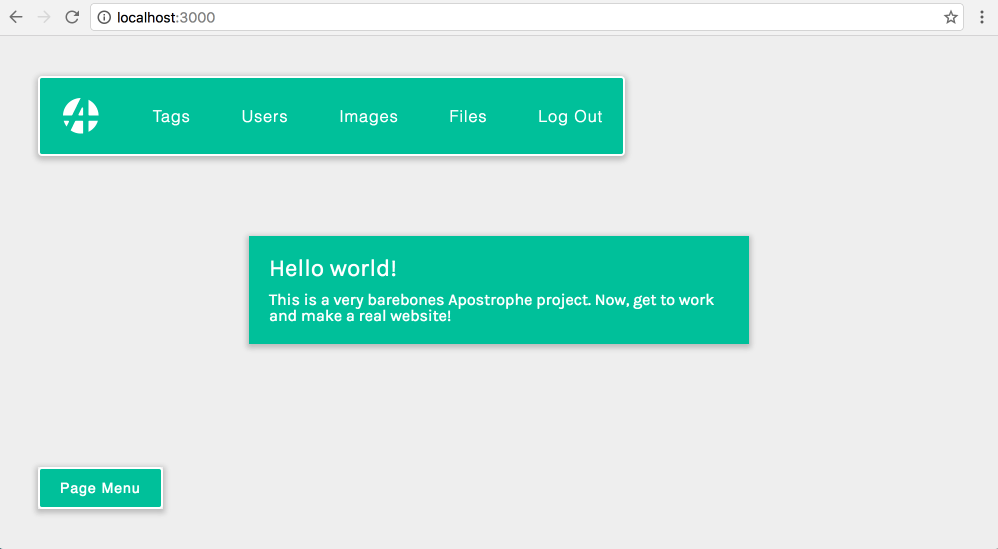 localhost:3000
Tags Users Images Files Log Out
Hello world!
This is a very barebones Apostrophe project. Now, get to work
and make a real website!
Page Menu